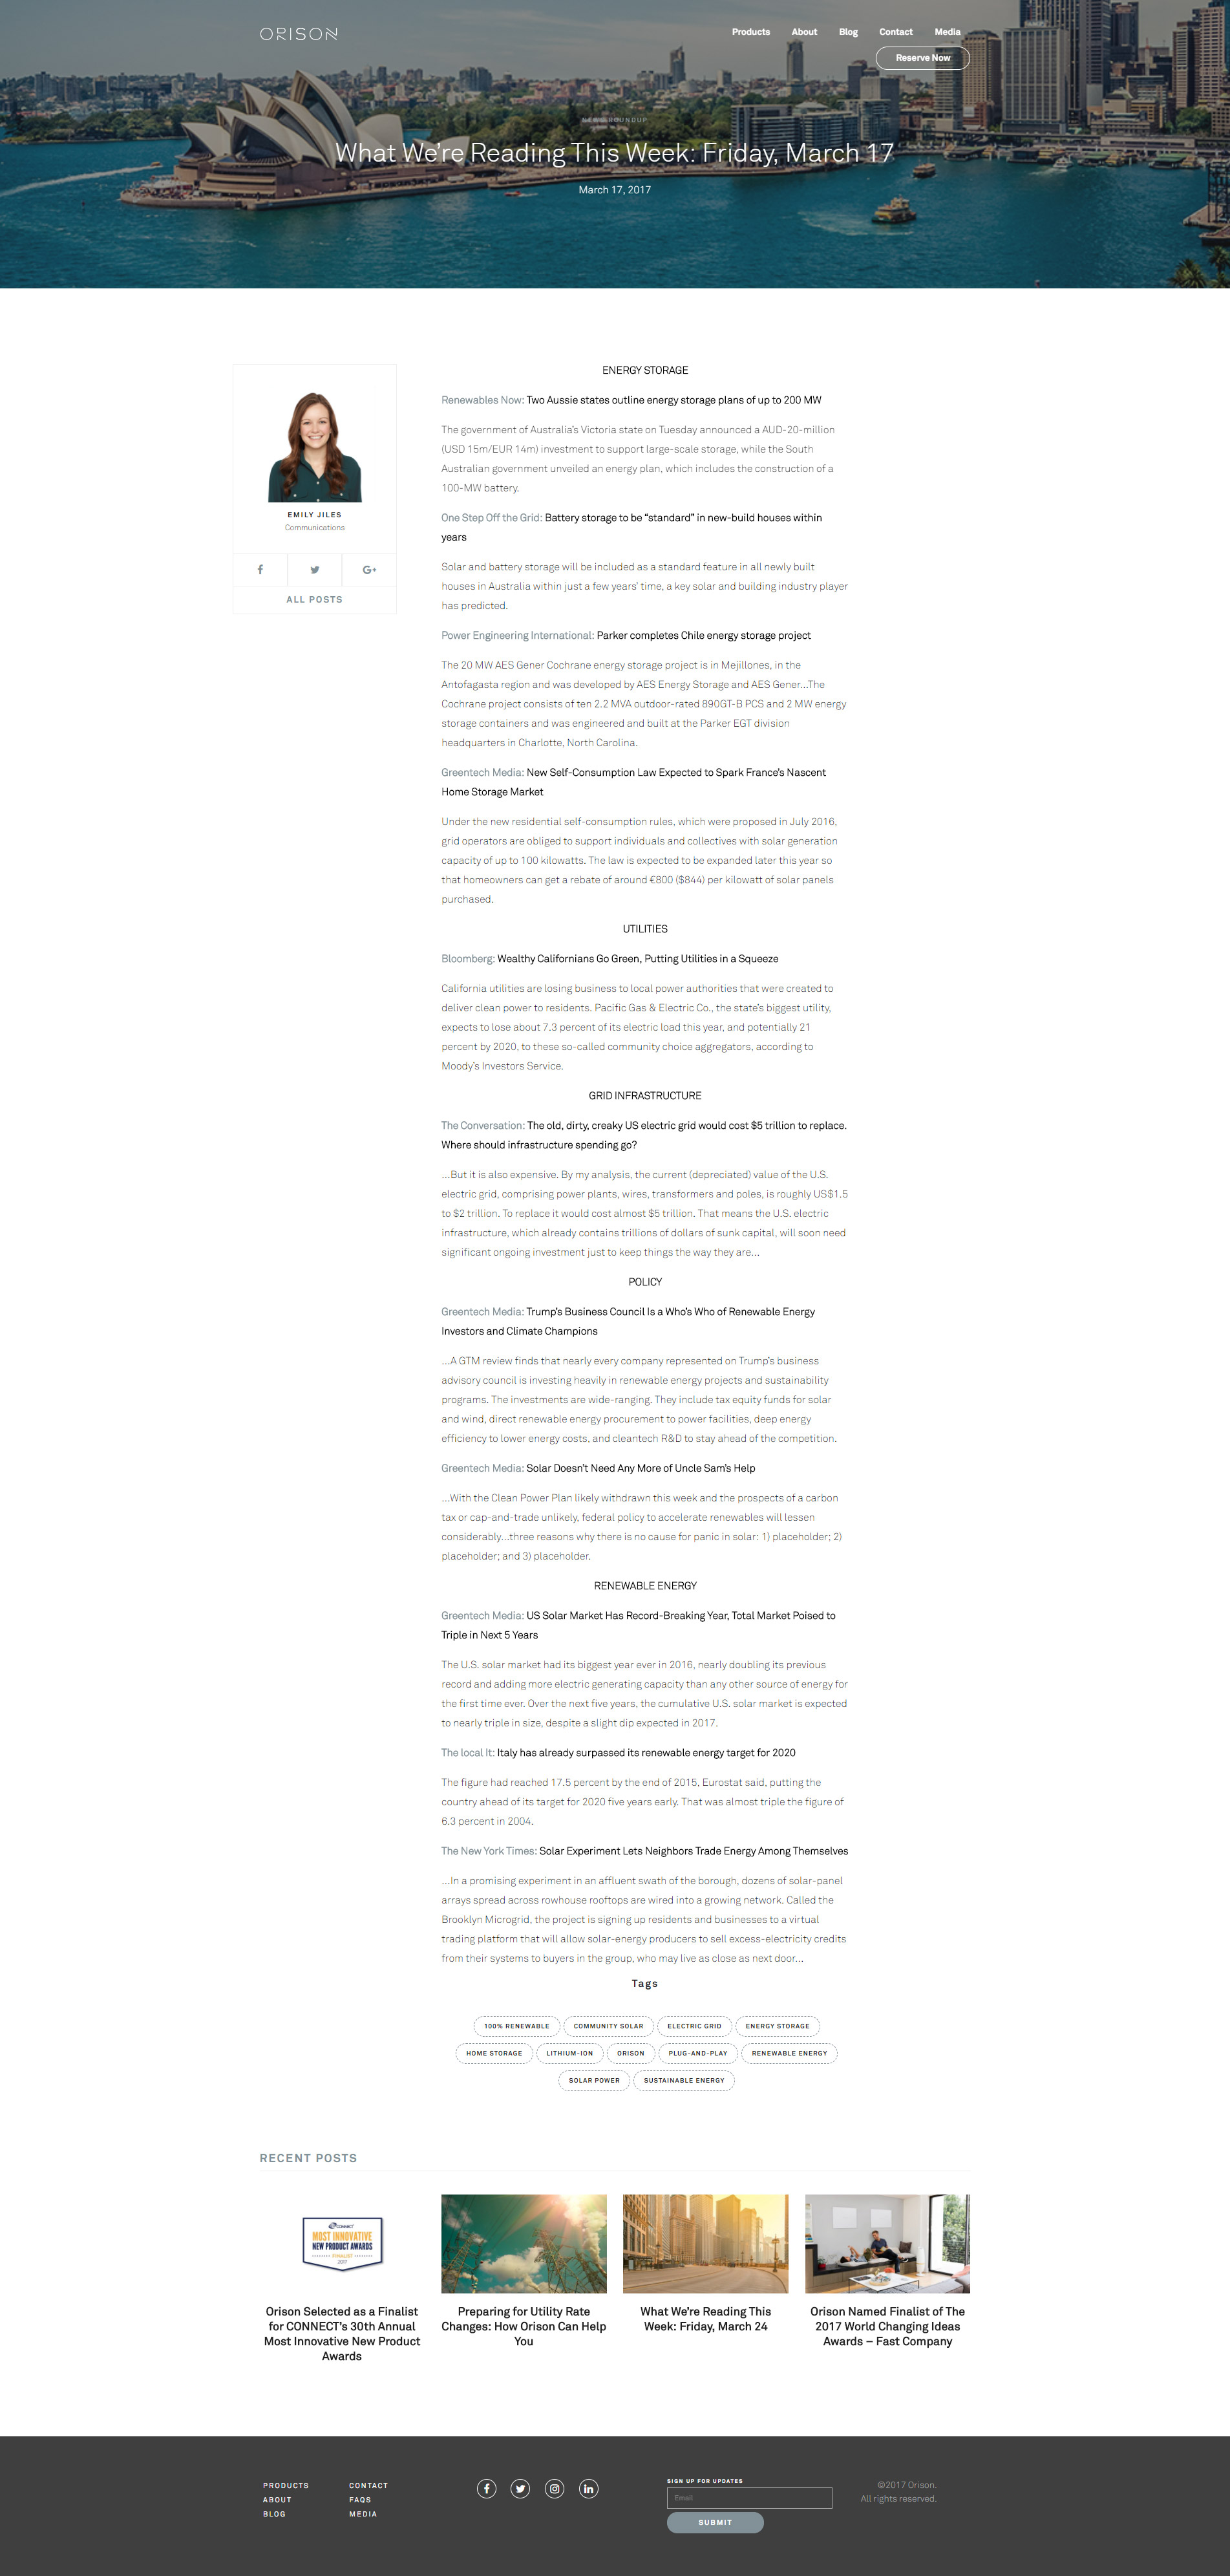 ORISON
Products About Blog Contact Media
Reserve Now
NEWS ROUNDUP
What We’re Reading This Week: Friday, March 17
March 17, 2017
EMILY JILES
Communications
ALL POSTS
ENERGY STORAGE
Renewables Now: Two Aussie states outline energy storage plans of up to 200 MW
The government of Australia’s Victoria state on Tuesday announced a AUD-20-million
(USD 15m/EUR 14m) investment to support large-scale storage, while the South
Australian government unveiled an energy plan, which includes the construction of a
100-MW battery.
One Step Off the Grid: Battery storage to be “standard” in new-build houses within
years
Solar and battery storage will be included as a standard feature in all newly built
houses in Australia within just a few years’ time, a key solar and building industry player
has predicted.
Power Engineering International: Parker completes Chile energy storage project
The 20 MW AES Gener Cochrane energy storage project is in Mejillones, in the
Antofagasta region and was developed by AES Energy Storage and AES Gener…The
Cochrane project consists of ten 2.2 MVA outdoor-rated 890GT-B PCS and 2 MW energy
storage containers and was engineered and built at the Parker EGT division
headquarters in Charlotte, North Carolina.
Greentech Media: New Self-Consumption Law Expected to Spark France’s Nascent
Home Storage Market
Under the new residential self-consumption rules, which were proposed in July 2016,
grid operators are obliged to support individuals and collectives with solar generation
capacity of up to 100 kilowatts. The law is expected to be expanded later this year so
that homeowners can get a rebate of around €800 ($844) per kilowatt of solar panels
purchased.
UTILITIES
Bloomberg: Wealthy Californians Go Green, Putting Utilities in a Squeeze
California utilities are losing business to local power authorities that were created to
deliver clean power to residents. Pacific Gas & Electric Co., the state’s biggest utility,
expects to lose about 7.3 percent of its electric load this year, and potentially 21
percent by 2020, to these so-called community choice aggregators, according to
Moody’s Investors Service.
GRID INFRASTRUCTURE
The Conversation: The old, dirty, creaky US electric grid would cost $5 trillion to replace.
Where should infrastructure spending go?
…But it is also expensive. By my analysis, the current (depreciated) value of the U.S.
electric grid, comprising power plants, wires, transformers and poles, is roughly US$1.5
to $2 trillion. To replace it would cost almost $5 trillion. That means the U.S. electric
infrastructure, which already contains trillions of dollars of sunk capital, will soon need
significant ongoing investment just to keep things the way they are…
POLICY
Greentech Media: Trump’s Business Council Is a Who’s Who of Renewable Energy
Investors and Climate Champions
…A GTM review finds that nearly every company represented on Trump’s business
advisory council is investing heavily in renewable energy projects and sustainability
programs. The investments are wide-ranging. They include tax equity funds for solar
and wind, direct renewable energy procurement to power facilities, deep energy
efficiency to lower energy costs, and cleantech R&D to stay ahead of the competition.
Greentech Media: Solar Doesn’t Need Any More of Uncle Sam’s Help
…With the Clean Power Plan likely withdrawn this week and the prospects of a carbon
tax or cap-and-trade unlikely, federal policy to accelerate renewables will lessen
considerably…three reasons why there is no cause for panic in solar: 1) placeholder; 2)
placeholder; and 3) placeholder.
RENEWABLE ENERGY
Greentech Media: US Solar Market Has Record-Breaking Year, Total Market Poised to
Triple in Next 5 Years
The U.S. solar market had its biggest year ever in 2016, nearly doubling its previous
record and adding more electric generating capacity than any other source of energy for
the first time ever. Over the next five years, the cumulative U.S. solar market is expected
to nearly triple in size, despite a slight dip expected in 2017.
The local It: Italy has already surpassed its renewable energy target for 2020
The figure had reached 17.5 percent by the end of 2015, Eurostat said, putting the
country ahead of its target for 2020 five years early. That was almost triple the figure of
6.3 percent in 2004.
The New York Times: Solar Experiment Lets Neighbors Trade Energy Among Themselves
…In a promising experiment in an affluent swath of the borough, dozens of solar-panel
arrays spread across rowhouse rooftops are wired into a growing network. Called the
Brooklyn Microgrid, the project is signing up residents and businesses to a virtual
trading platform that will allow solar-energy producers to sell excess-electricity credits
from their systems to buyers in the group, who may live as close as next door…
Tags
100% RENEWABLE COMMUNITY SOLAR ELECTRIC GRID ENERGY STORAGE
HOME STORAGE LITHIUM-ION ORISON PLUG-AND-PLAY RENEWABLE ENERGY
SOLAR POWER SUSTAINABLE ENERGY
RECENT POSTS
CONNECT
MOST INNOVATIVE
NEW PRODUCT AWARDS
FINALIST
2017
Orison Selected as a Finalist
for CONNECT’s 30th Annual
Most Innovative New Product
Awards
Preparing for Utility Rate
Changes: How Orison Can Help
You
What We’re Reading This
Week: Friday, March 24
Orison Named Finalist of The
2017 World Changing Ideas
Awards – Fast Company
PRODUCTS
ABOUT
BLOG
CONTACT
FAQS
MEDIA
SIGN UP FOR UPDATES
Email
SUBMIT
©2017 Orison.
All rights reserved.